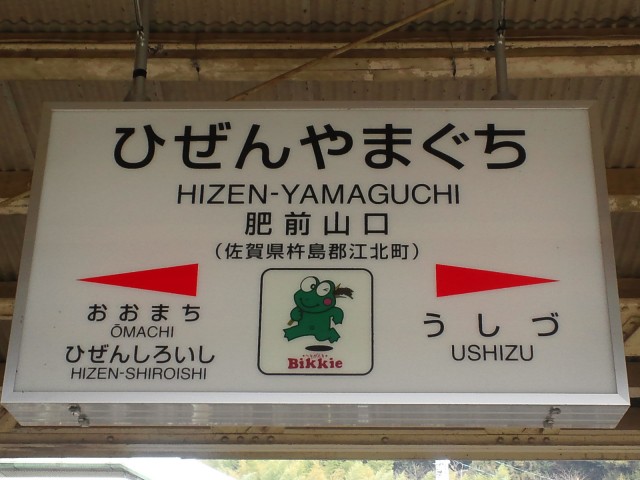 ひぜんやまぐち
HIZEN-YAMAGUCHI
肥前山口
（佐賀県杵島郡江北町）
おおまち
ŌMACHI
ひぜんしろいし
HIZEN-SHIROISHI
Bikkie
うしづ
USHIZU